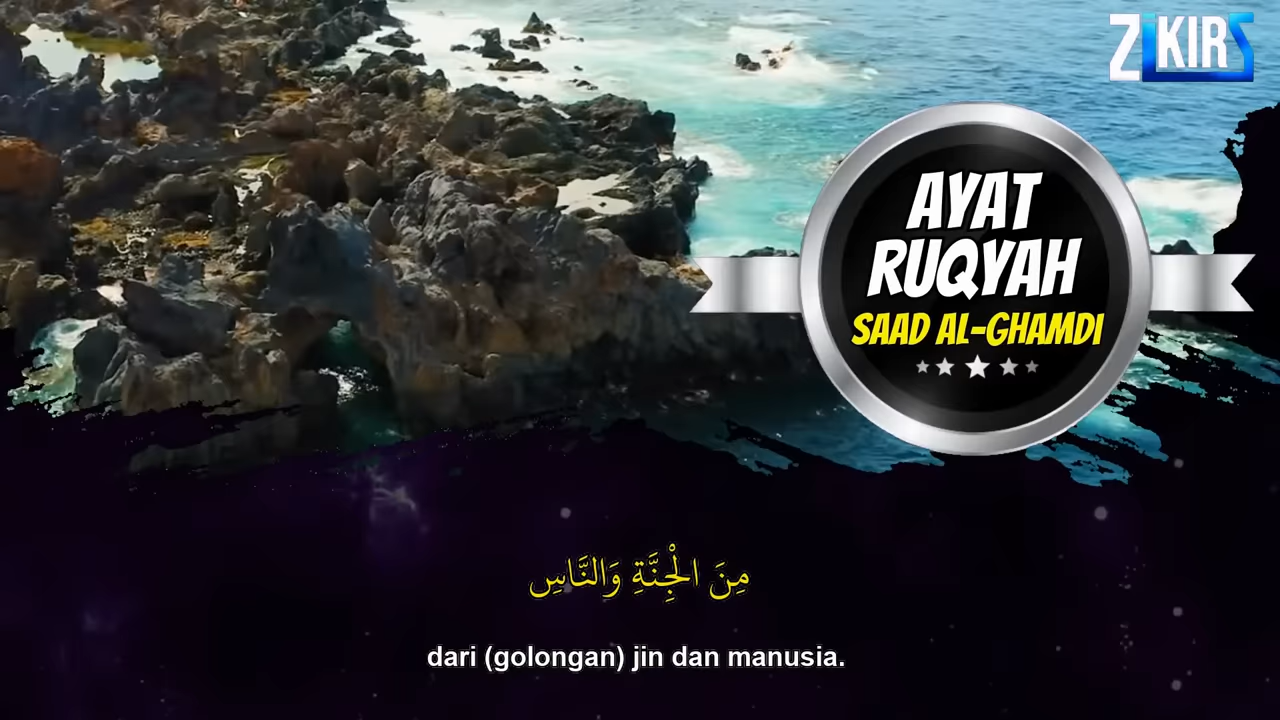 ZIKIRS
AYAT
RUQYAH
SAAD AL-GHAMDI
مِنَ الْجِنَّةِ وَالنَّاسِ
dari (golongan) jin dan manusia.